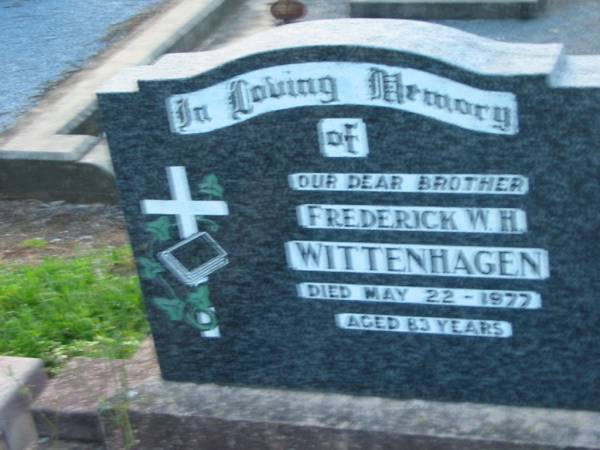 In Loving Memory
of
OUR DEAR BROTHER
FREDERICK W. H.
WITTENHAGEN
DIED MAY 22 - 1977
AGED 83 YEARS